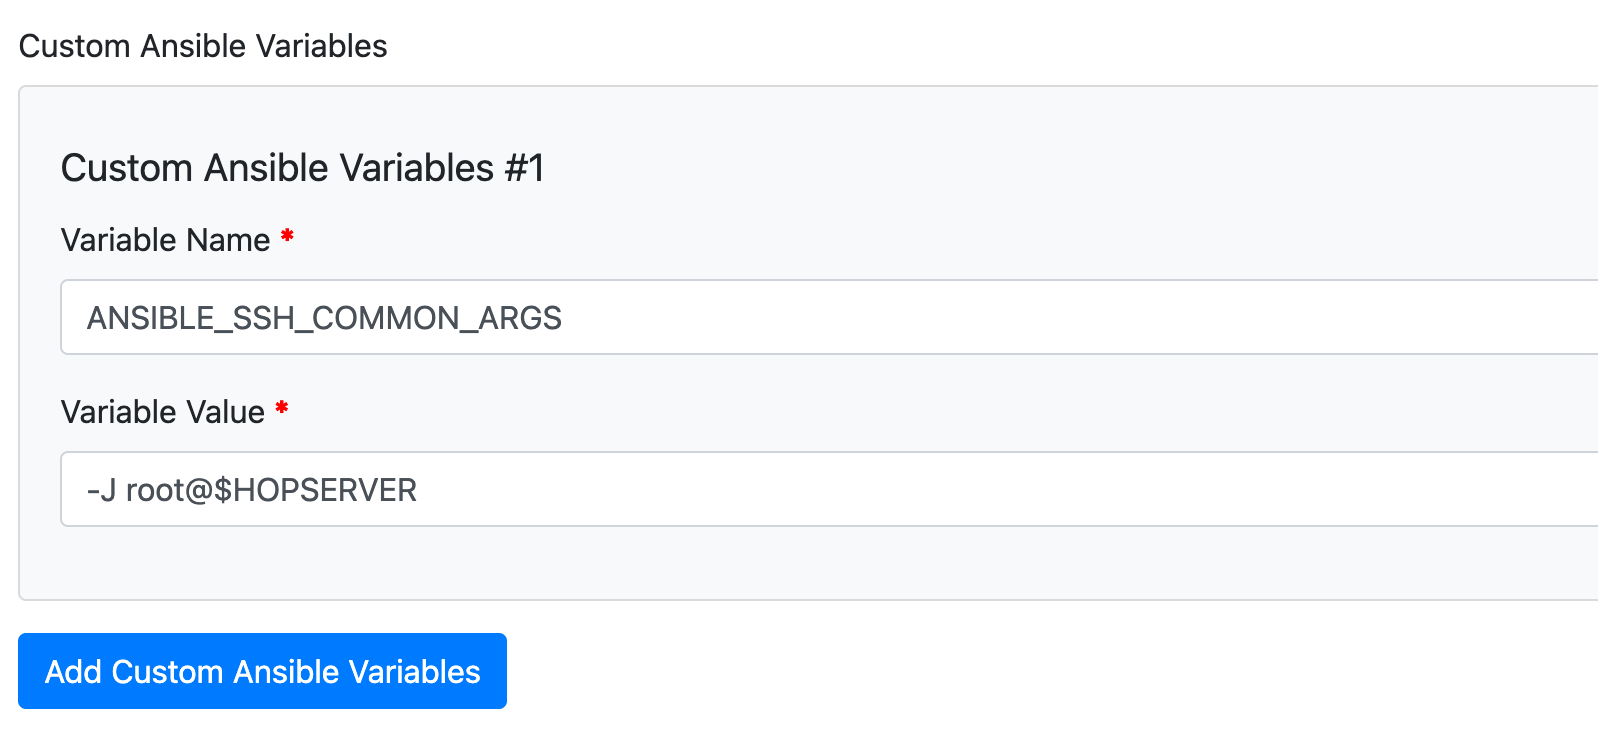 Custom Ansible Variables
Custom Ansible Variables #1
Variable Name *
ANSIBLE_SSH_COMMON_ARGS
Variable Value *
-J root@$HOPSERVER
Add Custom Ansible Variables